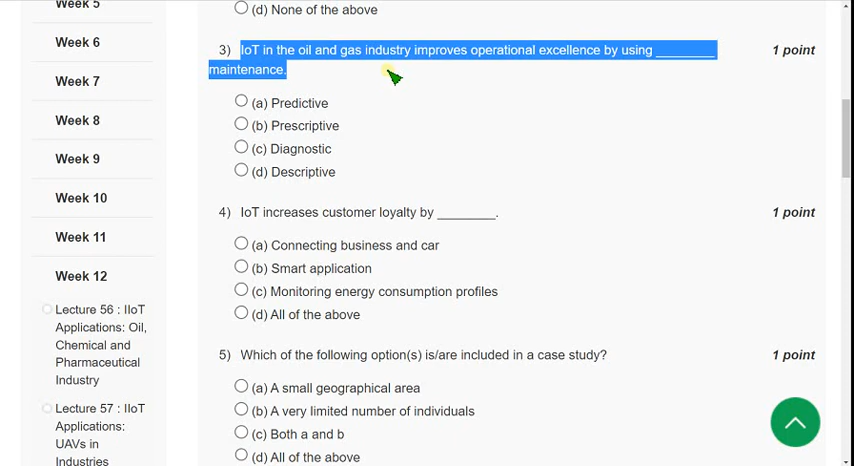 Week 5
Week 6
Week 7
Week 8
Week 9
Week 10
Week 11
Week 12
Lecture 56 : IIoT
Applications: Oil,
Chemical and
Pharmaceutical
Industry
Lecture 57 : IIoT
Applications:
UAVs in
Industries
(d) None of the above
3) IoT in the oil and gas industry improves operational excellence by using ________ 1 point
maintenance.
(a) Predictive
(b) Prescriptive
(c) Diagnostic
(d) Descriptive
4) IoT increases customer loyalty by ________. 1 point
(a) Connecting business and car
(b) Smart application
(c) Monitoring energy consumption profiles
(d) All of the above
5) Which of the following option(s) is/are included in a case study? 1 point
(a) A small geographical area
(b) A very limited number of individuals
(c) Both a and b
(d) All of the above